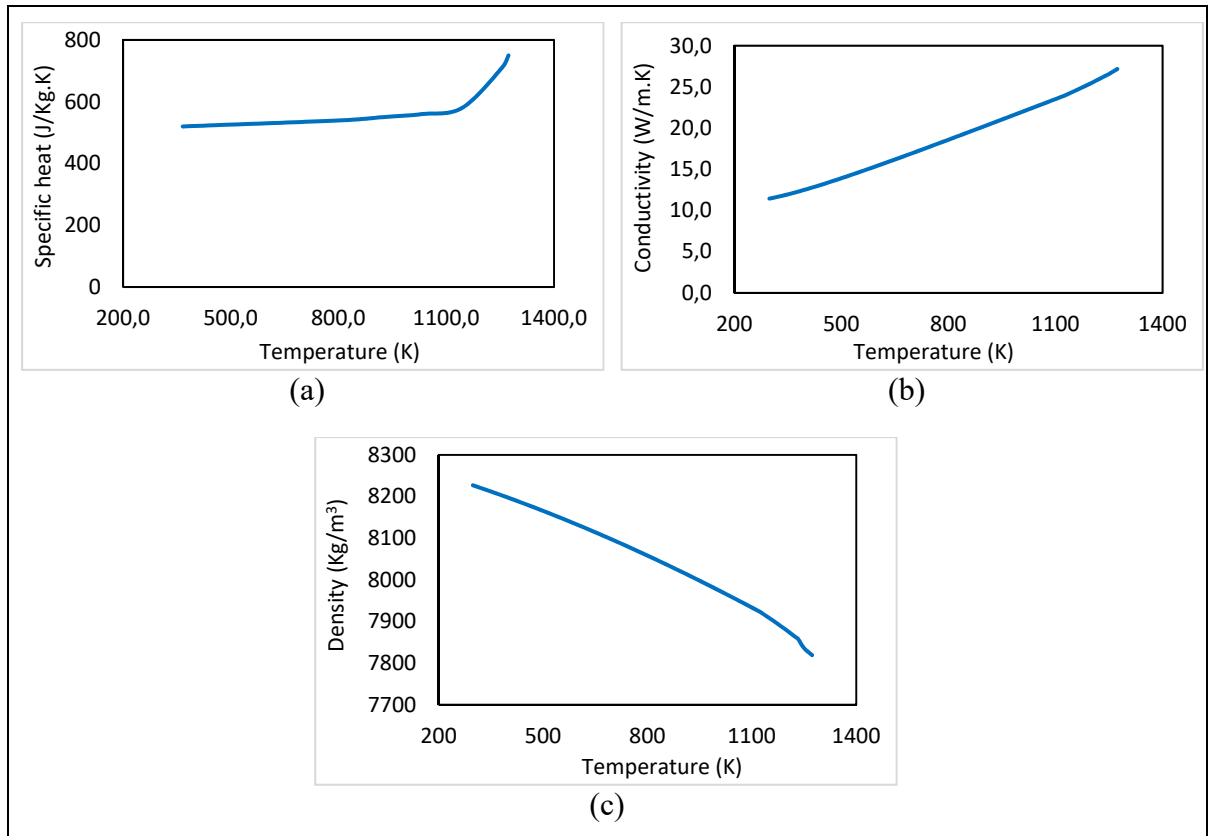 Specific heat (J/Kg.K)
800
600
400
200
0
200,0 500,0 800,0 1100,0 1400,0
Temperature (K)
(a)
Conductivity (W/m.K)
30,0
25,0
20,0
15,0
10,0
5,0
0,0
200 500 800 1100 1400
Temperature (K)
(b)
Density (Kg/m³)
8300
8200
8100
8000
7900
7800
7700
200 500 800 1100 1400
Temperature (K)
(c)